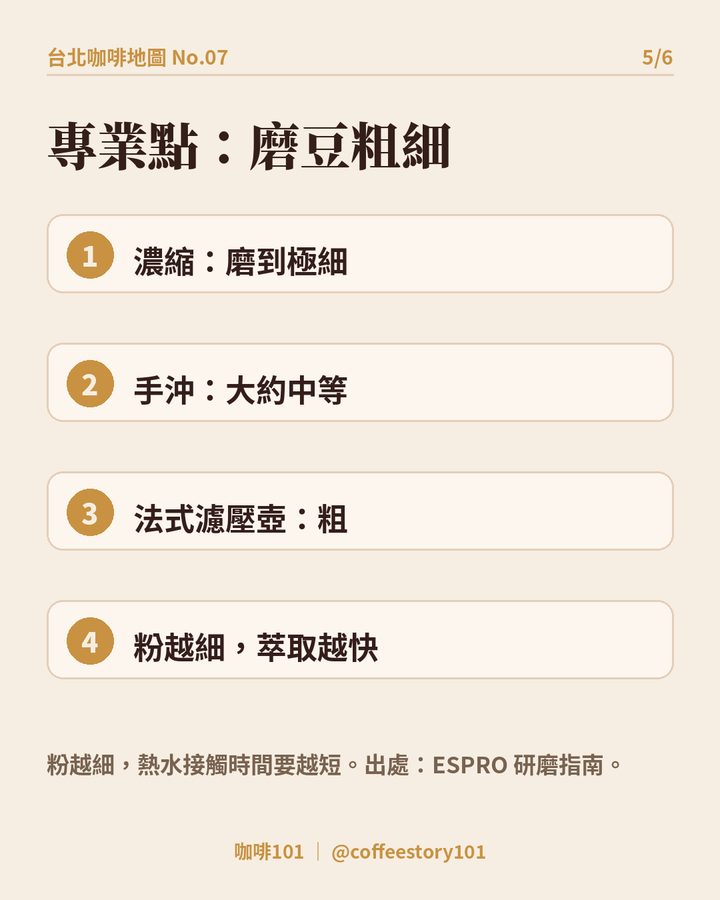 台北咖啡地圖 No.07
5/6
專業點：磨豆粗細
1 濃縮：磨到極細
2 手沖：大約中等
3 法式濾壓壺：粗
4 粉越細，萃取越快
粉越細，熱水接觸時間要越短。出處：ESPRO 研磨指南。
咖啡101｜@coffeestory101